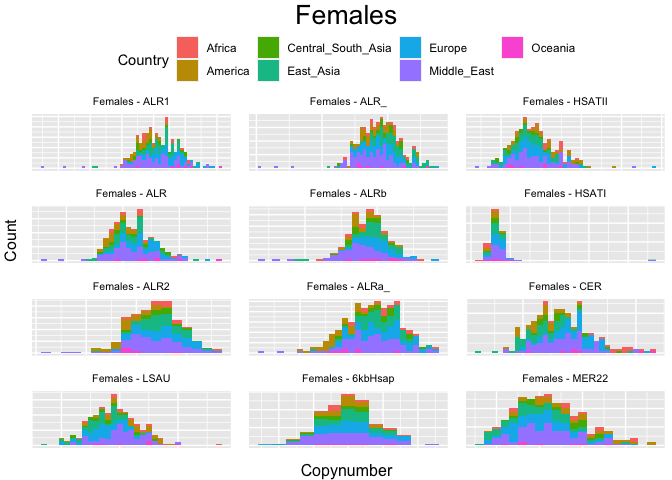 Females
Country
Africa
Central_South_Asia
Europe
Oceania
America
East_Asia
Middle_East
Females - ALR1
Females - ALR_
Females - HSATII
Females - ALR
Females - ALRb
Females - HSATI
Females - ALR2
Females - ALRa_
Females - CER
Females - LSAU
Females - 6kbHsap
Females - MER22
Count
Copynumber